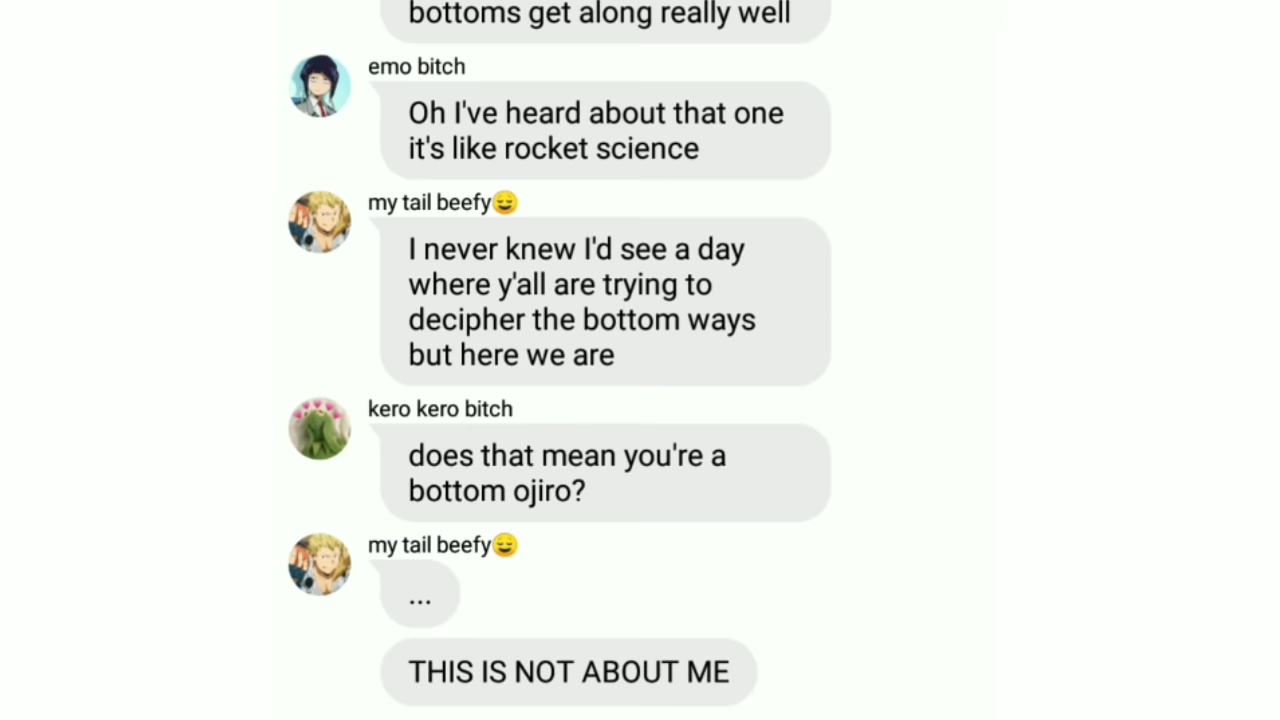 bottoms get along really well
emo bitch
Oh I've heard about that one
it's like rocket science
my tail beefy😌
I never knew I'd see a day
where y'all are trying to
decipher the bottom ways
but here we are
kero kero bitch
does that mean you're a
bottom ojiro?
my tail beefy😌
...
THIS IS NOT ABOUT ME